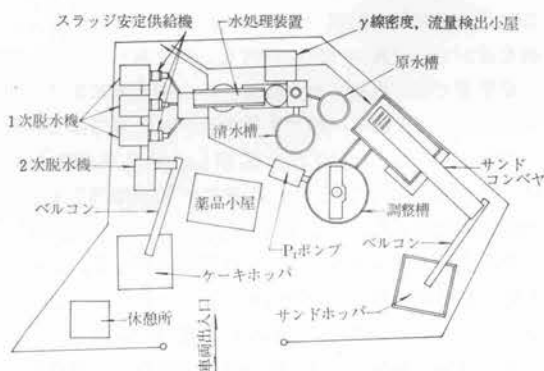 スラッジ安定供給機
水処理装置
γ線密度，流量検出小屋
原水槽
1次脱水機
清水槽
2次脱水機
サンド
コンベヤ
ベルコン
薬品小屋
調整槽
P₁ポンプ
ベルコン
ケーキホッパ
サンドホッパー
休憩所
車両出入口